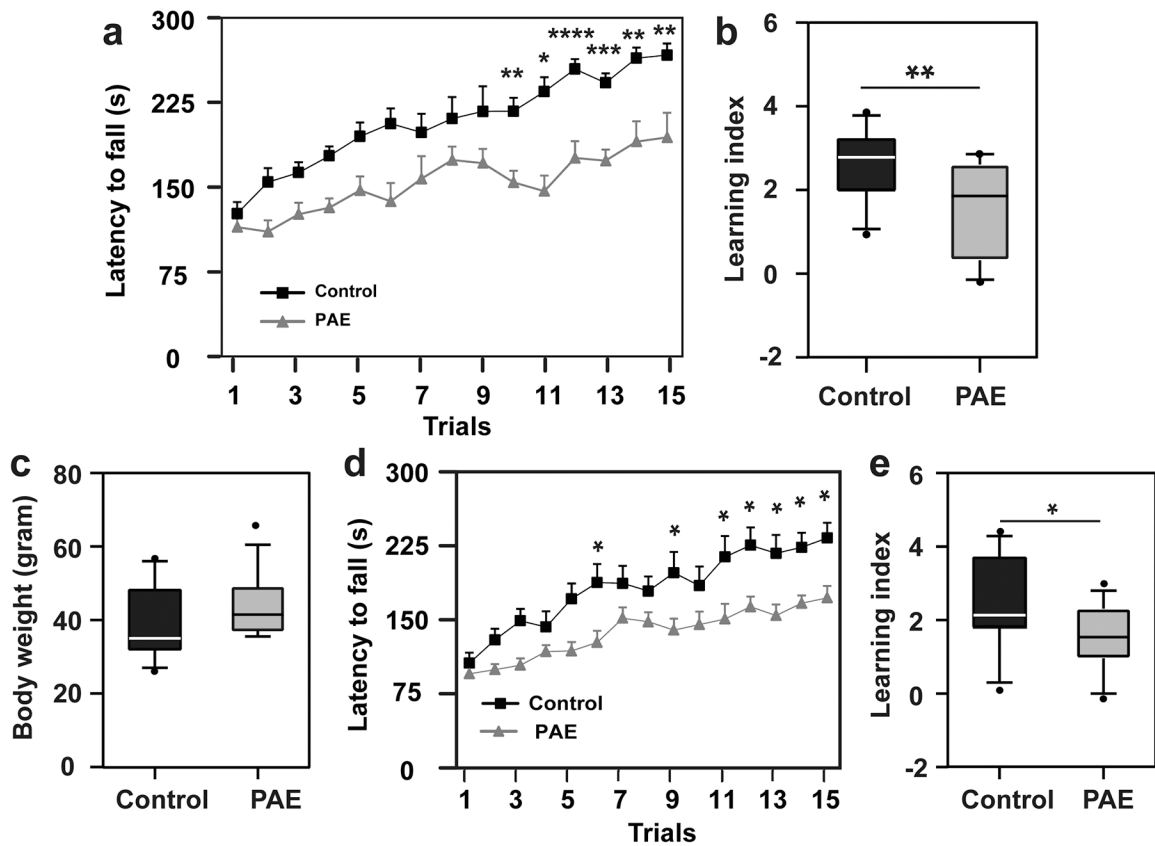 a
300
225
150
75
0
Latency to fall (s)
** * **** *** ** **
Control
PAE
1 3 5 7 9 11 13 15
Trials
b
6
4
2
0
-2
Learning index
**
Control PAE
c
80
60
40
20
0
Body weight (gram)
Control PAE
d
300
225
150
75
0
Latency to fall (s)
* * * * * * *
Control
PAE
1 3 5 7 9 11 13 15
Trials
e
6
4
2
0
-2
Learning index
*
Control PAE